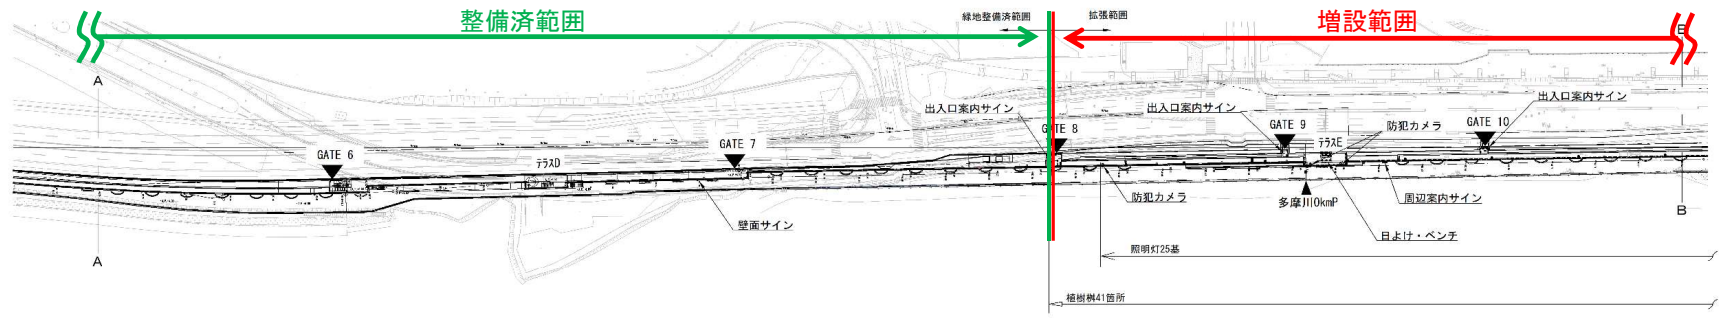 整備済範囲
緑地整備済範囲
拡張範囲
増設範囲
B
A
出入口案内サイン
出入口案内サイン
出入口案内サイン
防犯カメラ
GATE 6
テラスD
GATE 7
GATE 8
GATE 9
テラスE
GATE 10
壁面サイン
防犯カメラ
多摩川0kmP
周辺案内サイン
日よけ・ベンチ
B
A
照明灯25基
植樹桝41箇所